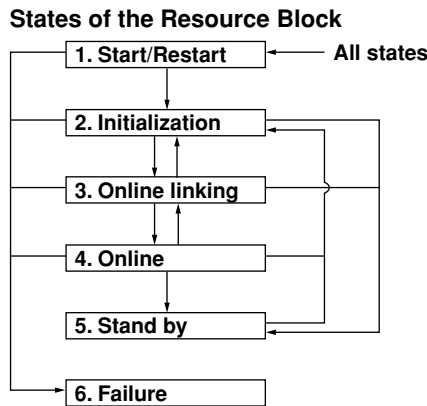 States of the Resource Block
1. Start/Restart
All states
2. Initialization
3. Online linking
4. Online
5. Stand by
6. Failure